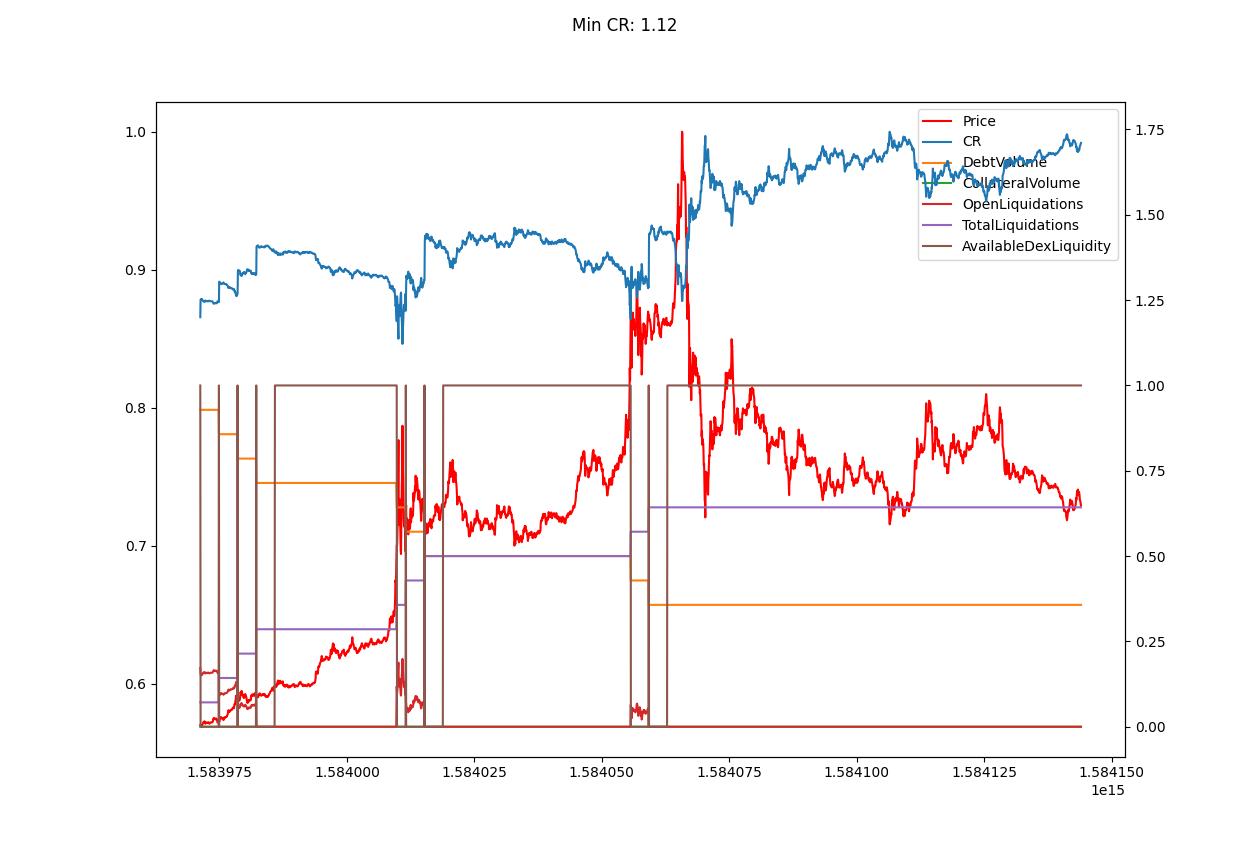 Min CR: 1.12
1.0
0.9
0.8
0.7
0.6
1.75
1.50
1.25
1.00
0.75
0.50
0.25
0.00
Price
CR
DebtVolume
CollateralVolume
OpenLiquidations
TotalLiquidations
AvailableDexLiquidity
1.583975 1.584000 1.584025 1.584050 1.584075 1.584100 1.584125 1.584150
1e15